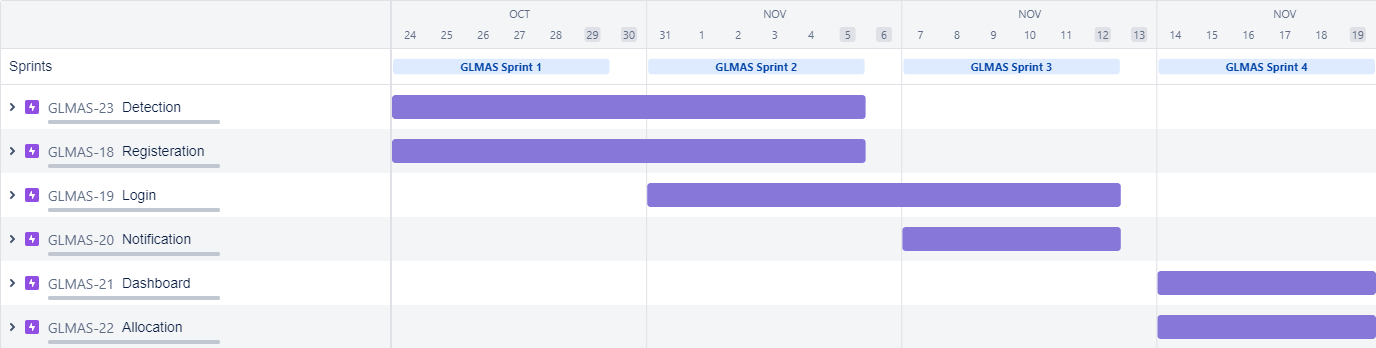 OCT NOV NOV NOV
24 25 26 27 28 29 30 31 1 2 3 4 5 6 7 8 9 10 11 12 13 14 15 16 17 18 19
Sprints GLMAS Sprint 1 GLMAS Sprint 2 GLMAS Sprint 3 GLMAS Sprint 4
GLMAS-23 Detection
GLMAS-18 Registeration
GLMAS-19 Login
GLMAS-20 Notification
GLMAS-21 Dashboard
GLMAS-22 Allocation